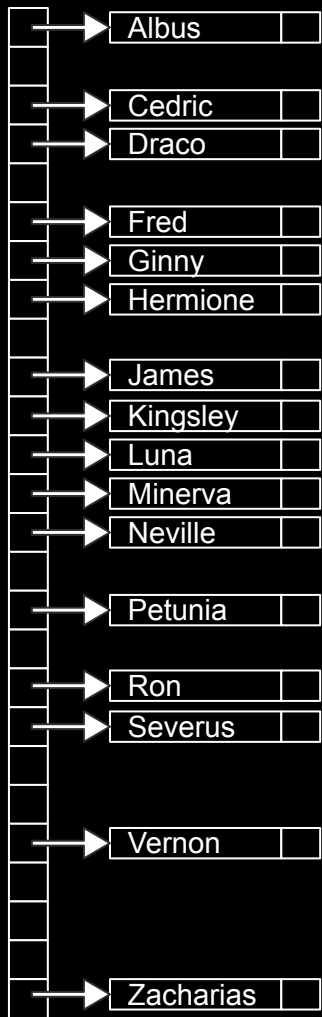 Albus
Cedric
Draco
Fred
Ginny
Hermione
James
Kingsley
Luna
Minerva
Neville
Petunia
Ron
Severus
Vernon
Zacharias